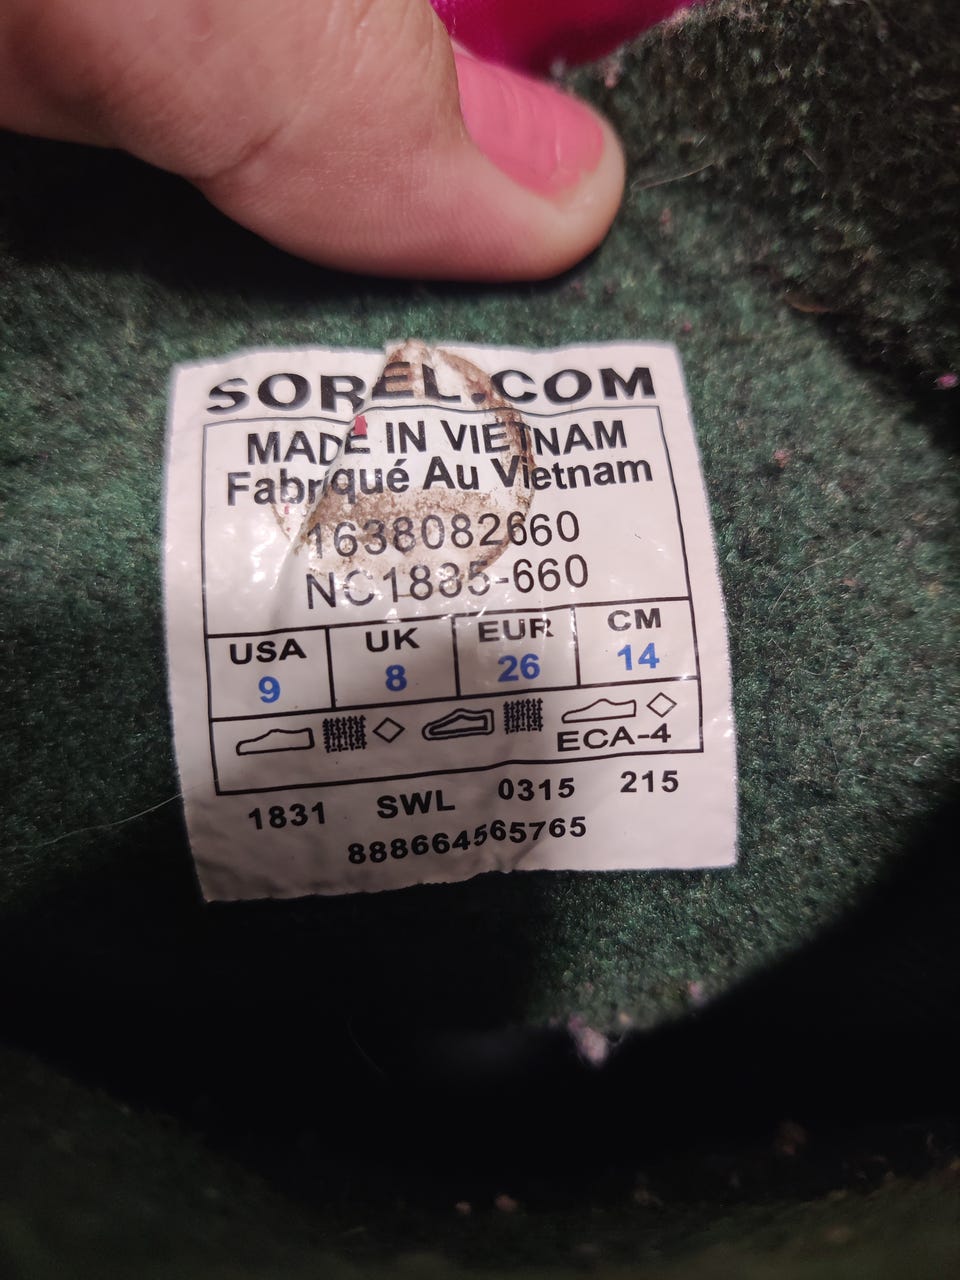 SOREL.COM
MADE IN VIETNAM
Fabriqué Au Vietnam
1638082660
NC1885-660
USA UK EUR CM
9 8 26 14
ECA-4
1831 SWL 0315 215
888664565765